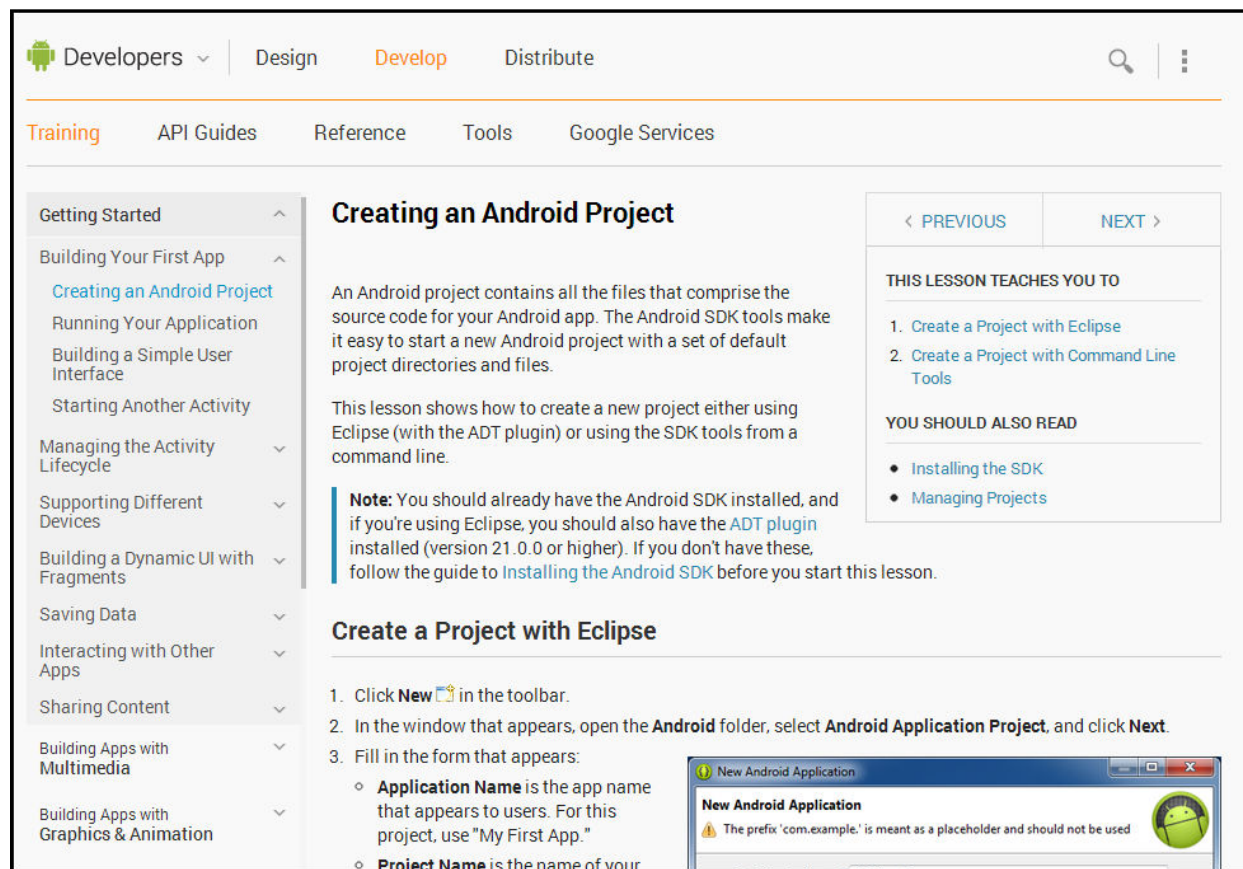 Developers
Design
Develop
Distribute
Training
API Guides
Reference
Tools
Google Services
Getting Started
Building Your First App
Creating an Android Project
Running Your Application
Building a Simple User
Interface
Starting Another Activity
Managing the Activity
Lifecycle
Supporting Different
Devices
Building a Dynamic UI with
Fragments
Saving Data
Interacting with Other
Apps
Sharing Content
Building Apps with
Multimedia
Building Apps with
Graphics & Animation
Creating an Android Project
An Android project contains all the files that comprise the
source code for your Android app. The Android SDK tools make
it easy to start a new Android project with a set of default
project directories and files.
This lesson shows how to create a new project either using
Eclipse (with the ADT plugin) or using the SDK tools from a
command line.
Note: You should already have the Android SDK installed, and
if you're using Eclipse, you should also have the ADT plugin
installed (version 21.0.0 or higher). If you don't have these,
follow the guide to Installing the Android SDK before you start this lesson.
< PREVIOUS
NEXT >
THIS LESSON TEACHES YOU TO
1. Create a Project with Eclipse
2. Create a Project with Command Line
Tools
YOU SHOULD ALSO READ
• Installing the SDK
• Managing Projects
Create a Project with Eclipse
1. Click New in the toolbar.
2. In the window that appears, open the Android folder, select Android Application Project, and click Next.
3. Fill in the form that appears:
◦ Application Name is the app name
that appears to users. For this
project, use "My First App."
◦ Project Name is the name of your
New Android Application
New Android Application
The prefix 'com.example.' is meant as a placeholder and should not be used